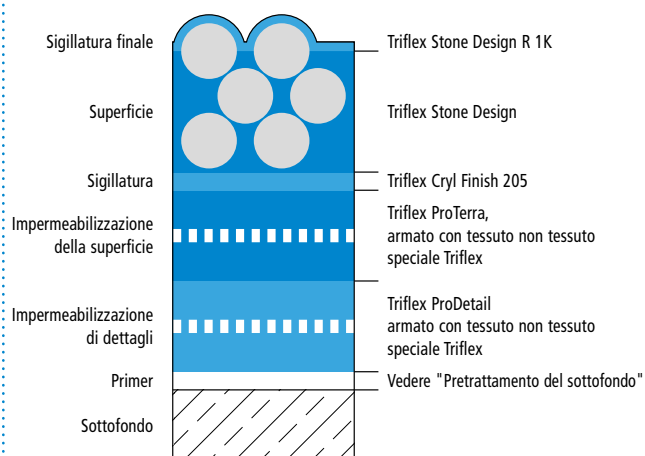 Sigillatura finale
Triflex Stone Design R 1K
Superficie
Triflex Stone Design
Sigillatura
Triflex Cryl Finish 205
Impermeabilizzazione
della superficie
Triflex ProTerra,
armato con tessuto non tessuto
speciale Triflex
Impermeabilizzazione
di dettagli
Triflex ProDetail
armato con tessuto non tessuto
speciale Triflex
Primer
Vedere "Pretrattamento del sottofondo"
Sottofondo